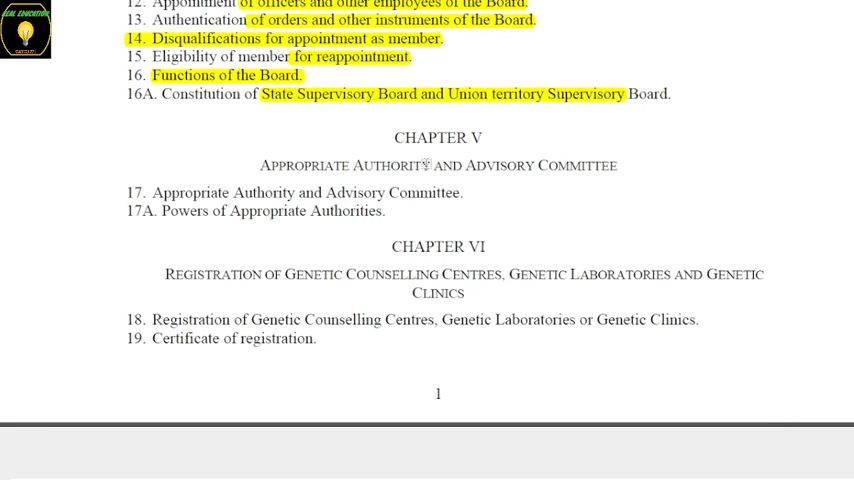 12. Appointment of officers and other employees of the Board.
13. Authentication of orders and other instruments of the Board.
14. Disqualifications for appointment as member.
15. Eligibility of member for reappointment.
16. Functions of the Board.
16A. Constitution of State Supervisory Board and Union territory Supervisory Board.
CHAPTER V
APPROPRIATE AUTHORITY AND ADVISORY COMMITTEE
17. Appropriate Authority and Advisory Committee.
17A. Powers of Appropriate Authorities.
CHAPTER VI
REGISTRATION OF GENETIC COUNSELLING CENTRES, GENETIC LABORATORIES AND GENETIC
CLINICS
18. Registration of Genetic Counselling Centres, Genetic Laboratories or Genetic Clinics.
19. Certificate of registration.
1